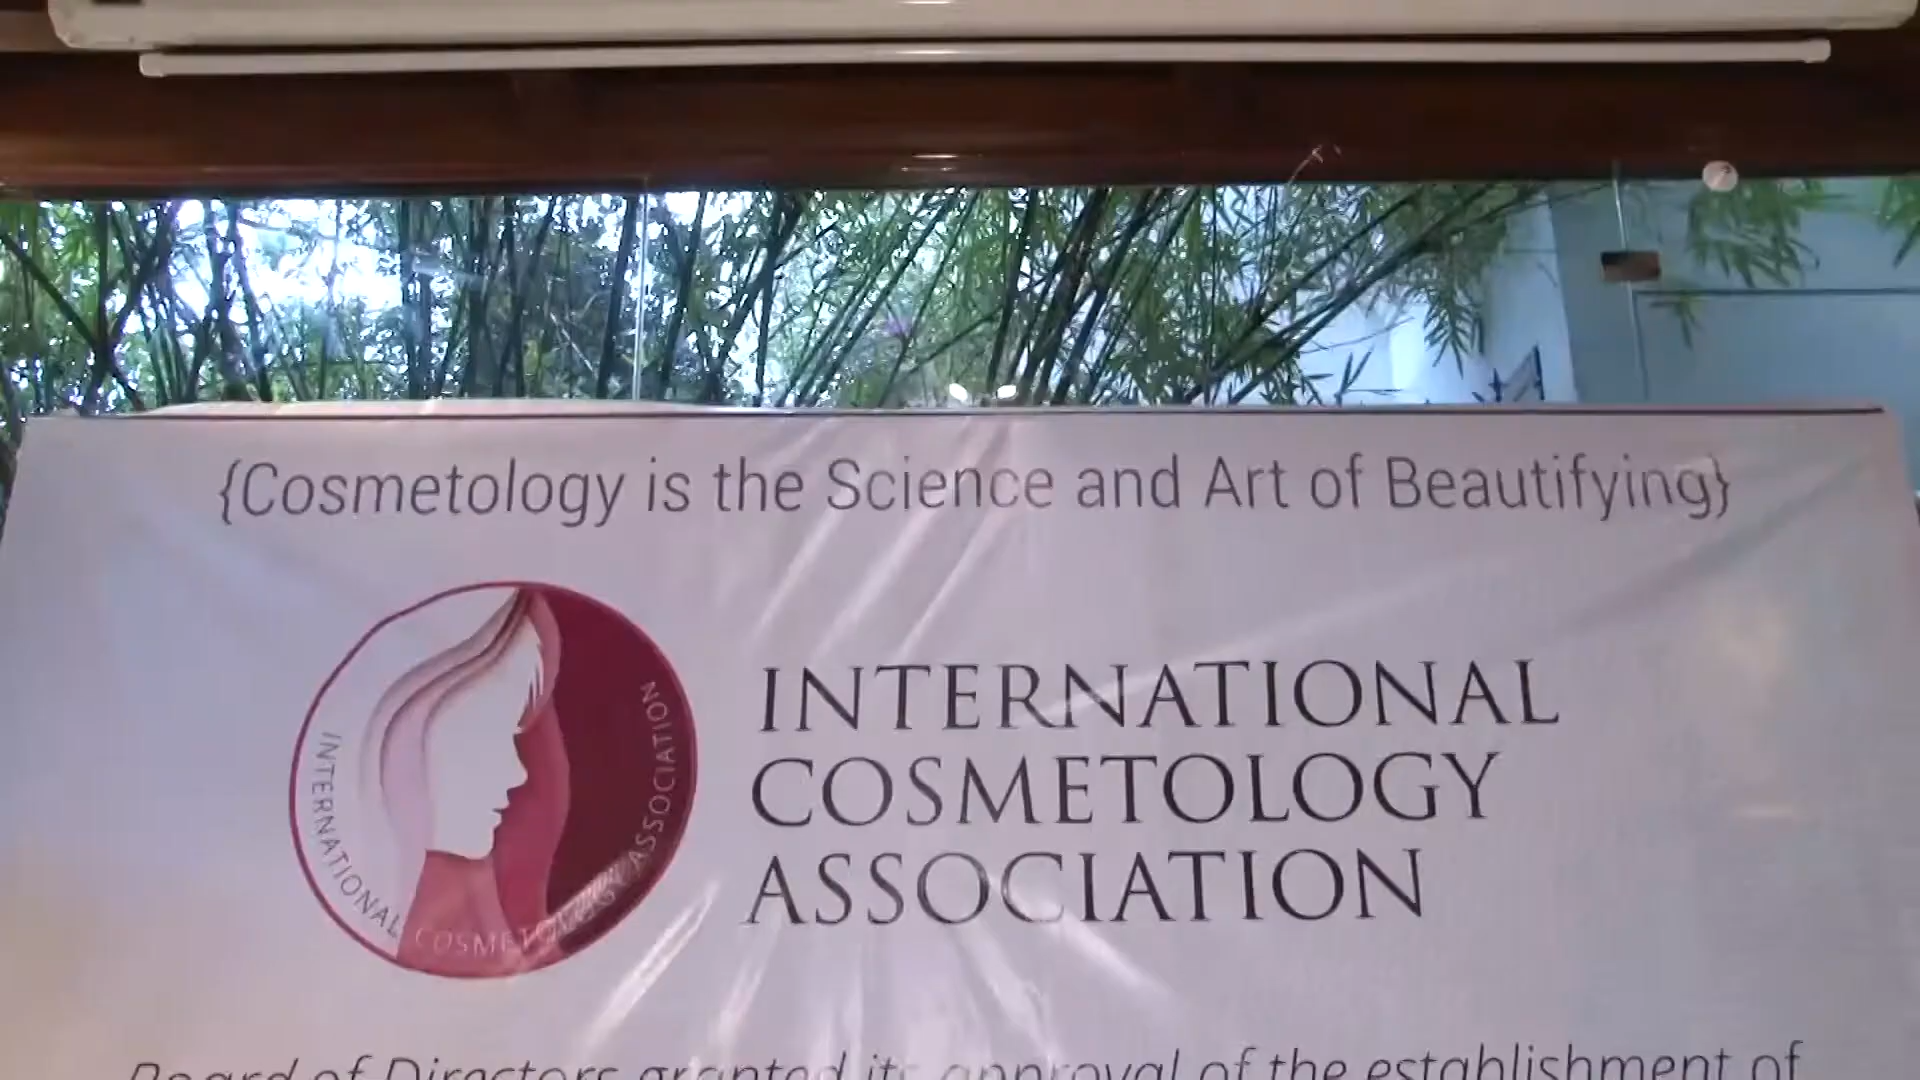 {Cosmetology is the Science and Art of Beautifying}
INTERNATIONAL COSMETOLOGY ASSOCIATION
INTERNATIONAL
COSMETOLOGY
ASSOCIATION
Board of Directors granted its approval of the establishment of